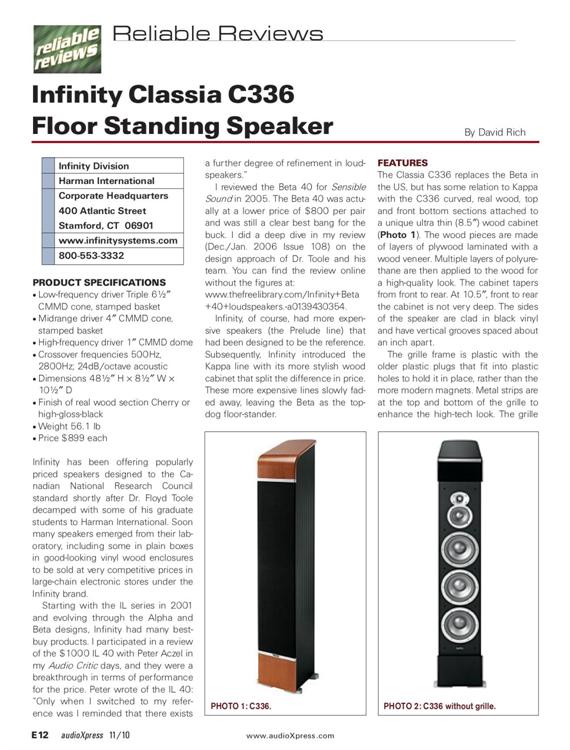 reliable
reviews
Reliable Reviews
Infinity Classia C336
Floor Standing Speaker
By David Rich
Infinity Division
Harman International
Corporate Headquarters
400 Atlantic Street
Stamford, CT 06901
www.infinitysystems.com
800-553-3332
PRODUCT SPECIFICATIONS
• Low-frequency driver Triple 6½″
CMMD cone, stamped basket
• Midrange driver 4″ CMMD cone,
stamped basket
• High-frequency driver 1″ CMMD dome
• Crossover frequencies 500Hz,
2800Hz, 24dB/octave acoustic
• Dimensions 48½″ H × 8½″ W ×
10½″ D
• Finish of real wood section Cherry or
high-gloss-black
• Weight 56.1 lb
• Price $899 each
Infinity has been offering popularly
priced speakers designed to the Ca-
nadian National Research Council
standard shortly after Dr. Floyd Toole
decamped with some of his graduate
students to Harman International. Soon
many speakers emerged from their lab-
oratory, including some in plain boxes
in good-looking vinyl wood enclosures
to be sold at very competitive prices in
large-chain electronic stores under the
Infinity brand.
Starting with the IL series in 2001
and evolving through the Alpha and
Beta designs, Infinity had many best-
buy products. I participated in a review
of the $1000 IL 40 with Peter Aczel in
my Audio Critic days, and they were a
breakthrough in terms of performance
for the price. Peter wrote of the IL 40:
"Only when I switched to my refer-
ence was I reminded that there exists
a further degree of refinement in loud-
speakers."
I reviewed the Beta 40 for Sensible
Sound in 2005. The Beta 40 was actu-
ally at a lower price of $800 per pair
and was still a clear best bang for the
buck. I did a deep dive in my review
(Dec./Jan. 2006 Issue 108) on the
design approach of Dr. Toole and his
team. You can find the review online
without the figures at:
www.thefreelibrary.com/Infinity+Beta
+40+loudspeakers.-a0139430354.
Infinity, of course, had more expen-
sive speakers (the Prelude line) that
had been designed to be the reference.
Subsequently, Infinity introduced the
Kappa line with its more stylish wood
cabinet that split the difference in price.
These more expensive lines slowly fad-
ed away, leaving the Beta as the top-
dog floor-stander.
FEATURES
The Classia C336 replaces the Beta in
the US, but has some relation to Kappa
with the C336 curved, real wood, top
and front bottom sections attached to
a unique ultra thin (8.5″) wood cabinet
(Photo 1). The wood pieces are made
of layers of plywood laminated with a
wood veneer. Multiple layers of polyure-
thane are then applied to the wood for
a high-quality look. The cabinet tapers
from front to rear. At 10.5″, front to rear
the cabinet is not very deep. The sides
of the speaker are clad in black vinyl
and have vertical grooves spaced about
an inch apart.
The grille frame is plastic with the
older plastic plugs that fit into plastic
holes to hold it in place, rather than the
more modern magnets. Metal strips are
at the top and bottom of the grille to
enhance the high-tech look. The grille
PHOTO 1: C336.
PHOTO 2: C336 without grille.
E12 audioXpress 11/10
www.audioXpress.com